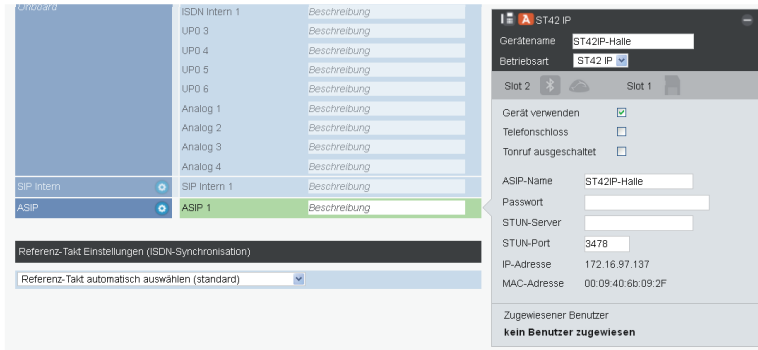 Onboard
ISDN Intern 1 Beschreibung
UP0 3 Beschreibung
UP0 4 Beschreibung
UP0 5 Beschreibung
UP0 6 Beschreibung
Analog 1 Beschreibung
Analog 2 Beschreibung
Analog 3 Beschreibung
Analog 4 Beschreibung
SIP Intern SIP Intern 1 Beschreibung
ASIP ASIP 1 Beschreibung
Referenz-Takt Einstellungen (ISDN-Synchronisation)
Referenz-Takt automatisch auswählen (standard)
A ST42 IP
Gerätename ST42IP-Halle
Betriebsart ST42 IP
Slot 2 Slot 1
Gerät verwenden
Telefonschloss
Tonruf ausgeschaltet
ASIP-Name ST42IP-Halle
Passwort
STUN-Server
STUN-Port 3478
IP-Adresse 172.16.97.137
MAC-Adresse 00:09:40:6b:09:2F
Zugewiesener Benutzer
kein Benutzer zugewiesen